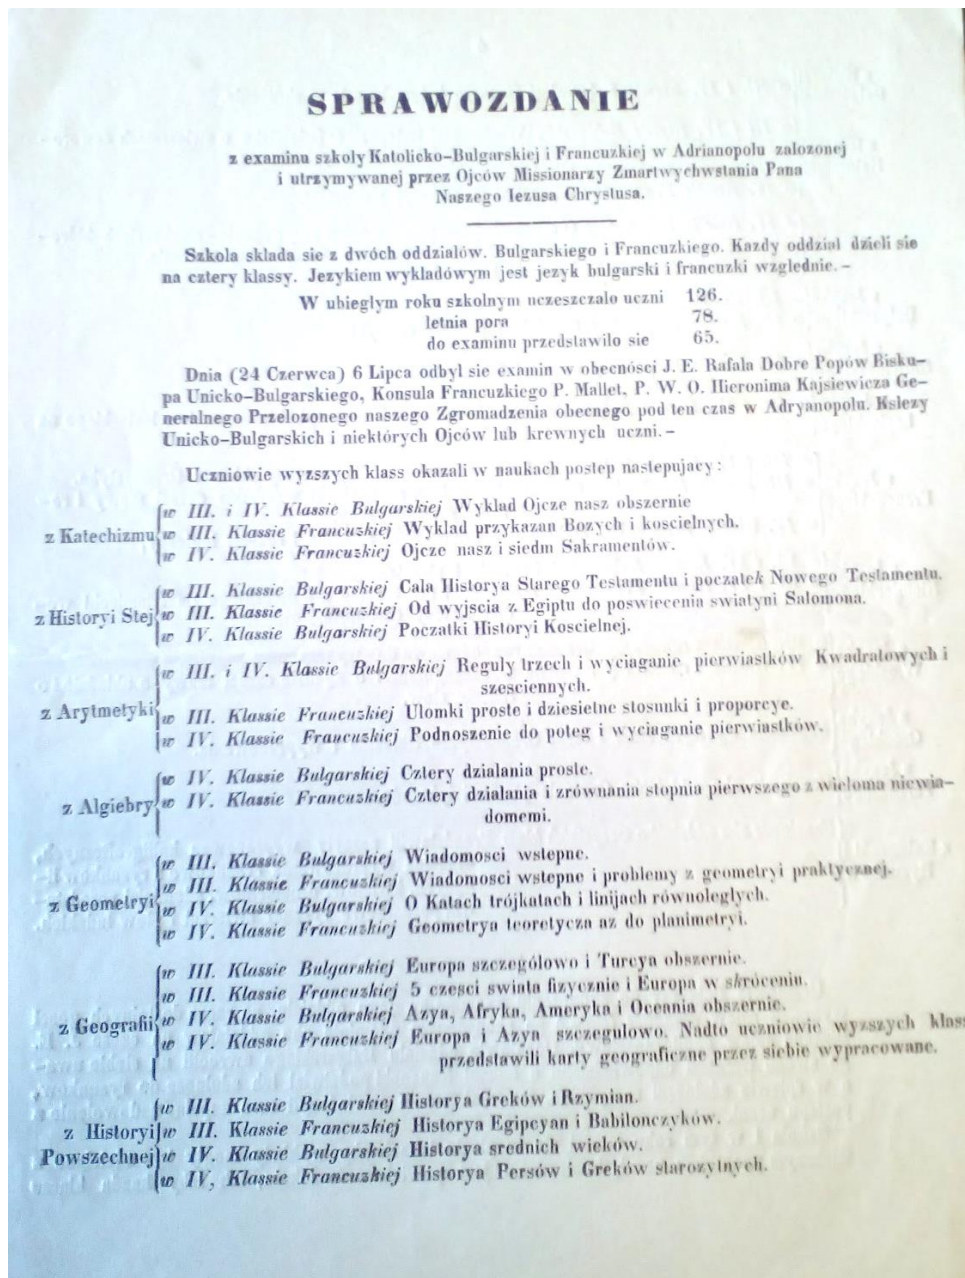 SPRAWOZDANIE
z examinu szkoly Katolicko-Bulgarskiej i Francuzkiej w Adrianopolu zalozonej
i utrzymywanej przez Ojców Missionarzy Zmartwychwstania Pana
Naszego Iezusa Chrystusa.
Szkola sklada sie z dwóch oddzialów. Bulgarskiego i Francuzkiego. Kazdy oddzial dzieli sie
na cztery klassy. Jezykiem wykladówym jest jezyk bulgarski i francuzki wzglednie.-
W ubieglym roku szkolnym uczeszczalo uczni 126.
letnia pora 78.
do examinu przedstawilo sie 65.
Dnia (24 Czerwca) 6 Lipca odbyl sie examin w obecnósci J. E. Rafala Dobre Popów Bisku-
pa Unicko-Bulgarskiego, Konsula Francuzkiego P. Mallet, P. W. O. Hieronima Kajsiewicza Ge-
neralnego Przelozonego naszego Zgromadzenia obecnego pod ten czas w Adryanopolu. Kslezy
Unicko-Bulgarskich i niektórych Ojców lub krewnych uczni.-
Uczniowie wyzszych klass okazali w naukach postep nastepujacy:
w III. i IV. Klassie Bulgarskiej Wyklad Ojcze nasz obszernie
z Katechizmu w III. Klassie Francuzkiej Wyklad przykazan Bozych i koscielnych.
w IV. Klassie Francuzkiej Ojcze nasz i siedm Sakramentów.
w III. Klassie Bulgarskiej Cala Historya Starego Testamentu i poczatek Nowego Testamentu.
z Historyi Stej w III. Klassie Francuzkiej Od wyjscia z Egiptu do poswiecenia swiatyni Salomona.
w IV. Klassie Bulgarskiej Poczatki Historyi Koscielnej.
w III. i IV. Klassie Bulgarskiej Reguly trzech i wyciaganie pierwiastków Kwadratowych i
szesciennych.
z Arytmetyki w III. Klassie Francuzkiej Ulomki proste i dziesietne stosunki i proporcye.
w IV. Klassie Francuzkiej Podnoszenie do poteg i wyciaganie pierwiastków.
w IV. Klassie Bulgarskiej Cztery dzialania proste.
z Algiebry w IV. Klassie Francuzkiej Cztery dzialania i zrównania stopnia pierwszego z wieloma niewia-
domemi.
w III. Klassie Bulgarskiej Wiadomosci wstepne.
w III. Klassie Francuzkiej Wiadomosci wstepne i problemy z geometryi praktycznej.
z Geometryi w IV. Klassie Bulgarskiej O Katach trójkatach i linijach równoleglych.
w IV. Klassie Francuzkiej Geometrya teoretyczna az do planimetryi.
w III. Klassie Bulgarskiej Europa szczególowo i Turcya obszernie.
w III. Klassie Francuzkiej 5 czesci swiata fizycznie i Europa w skróceniu.
z Geografii w IV. Klassie Bulgarskiej Azya, Afryka, Ameryka i Oceania obszernie.
w IV. Klassie Francuzkiej Europa i Azya szczegulowo. Nadto uczniowie wyzszych klass
przedstawili karty geograficzne przez siebie wypracowane.
w III. Klassie Bulgarskiej Historya Greków i Rzymian.
z Historyi w III. Klassie Francuzkiej Historya Egipcyan i Babilonczyków.
Powszechnej w IV. Klassie Bulgarskiej Historya srednich wieków.
w IV, Klassie Francuzkiej Historya Persów i Greków starozytnych.